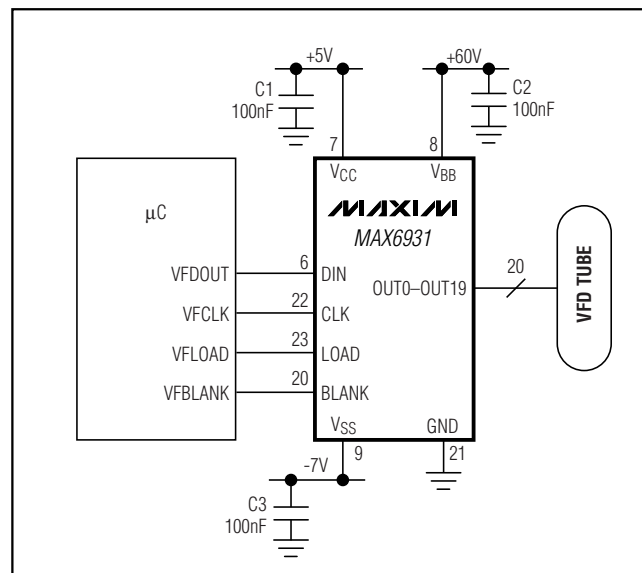 +5V
+60V
C1
100nF
C2
100nF
7
8
VCC
VBB
μC
MAXIM
MAX6931
VFDOUT
6
DIN
OUT0–OUT19
20
VFD TUBE
VFCLK
22
CLK
VFLOAD
23
LOAD
VFBLANK
20
BLANK
VSS
GND
9
21
-7V
C3
100nF